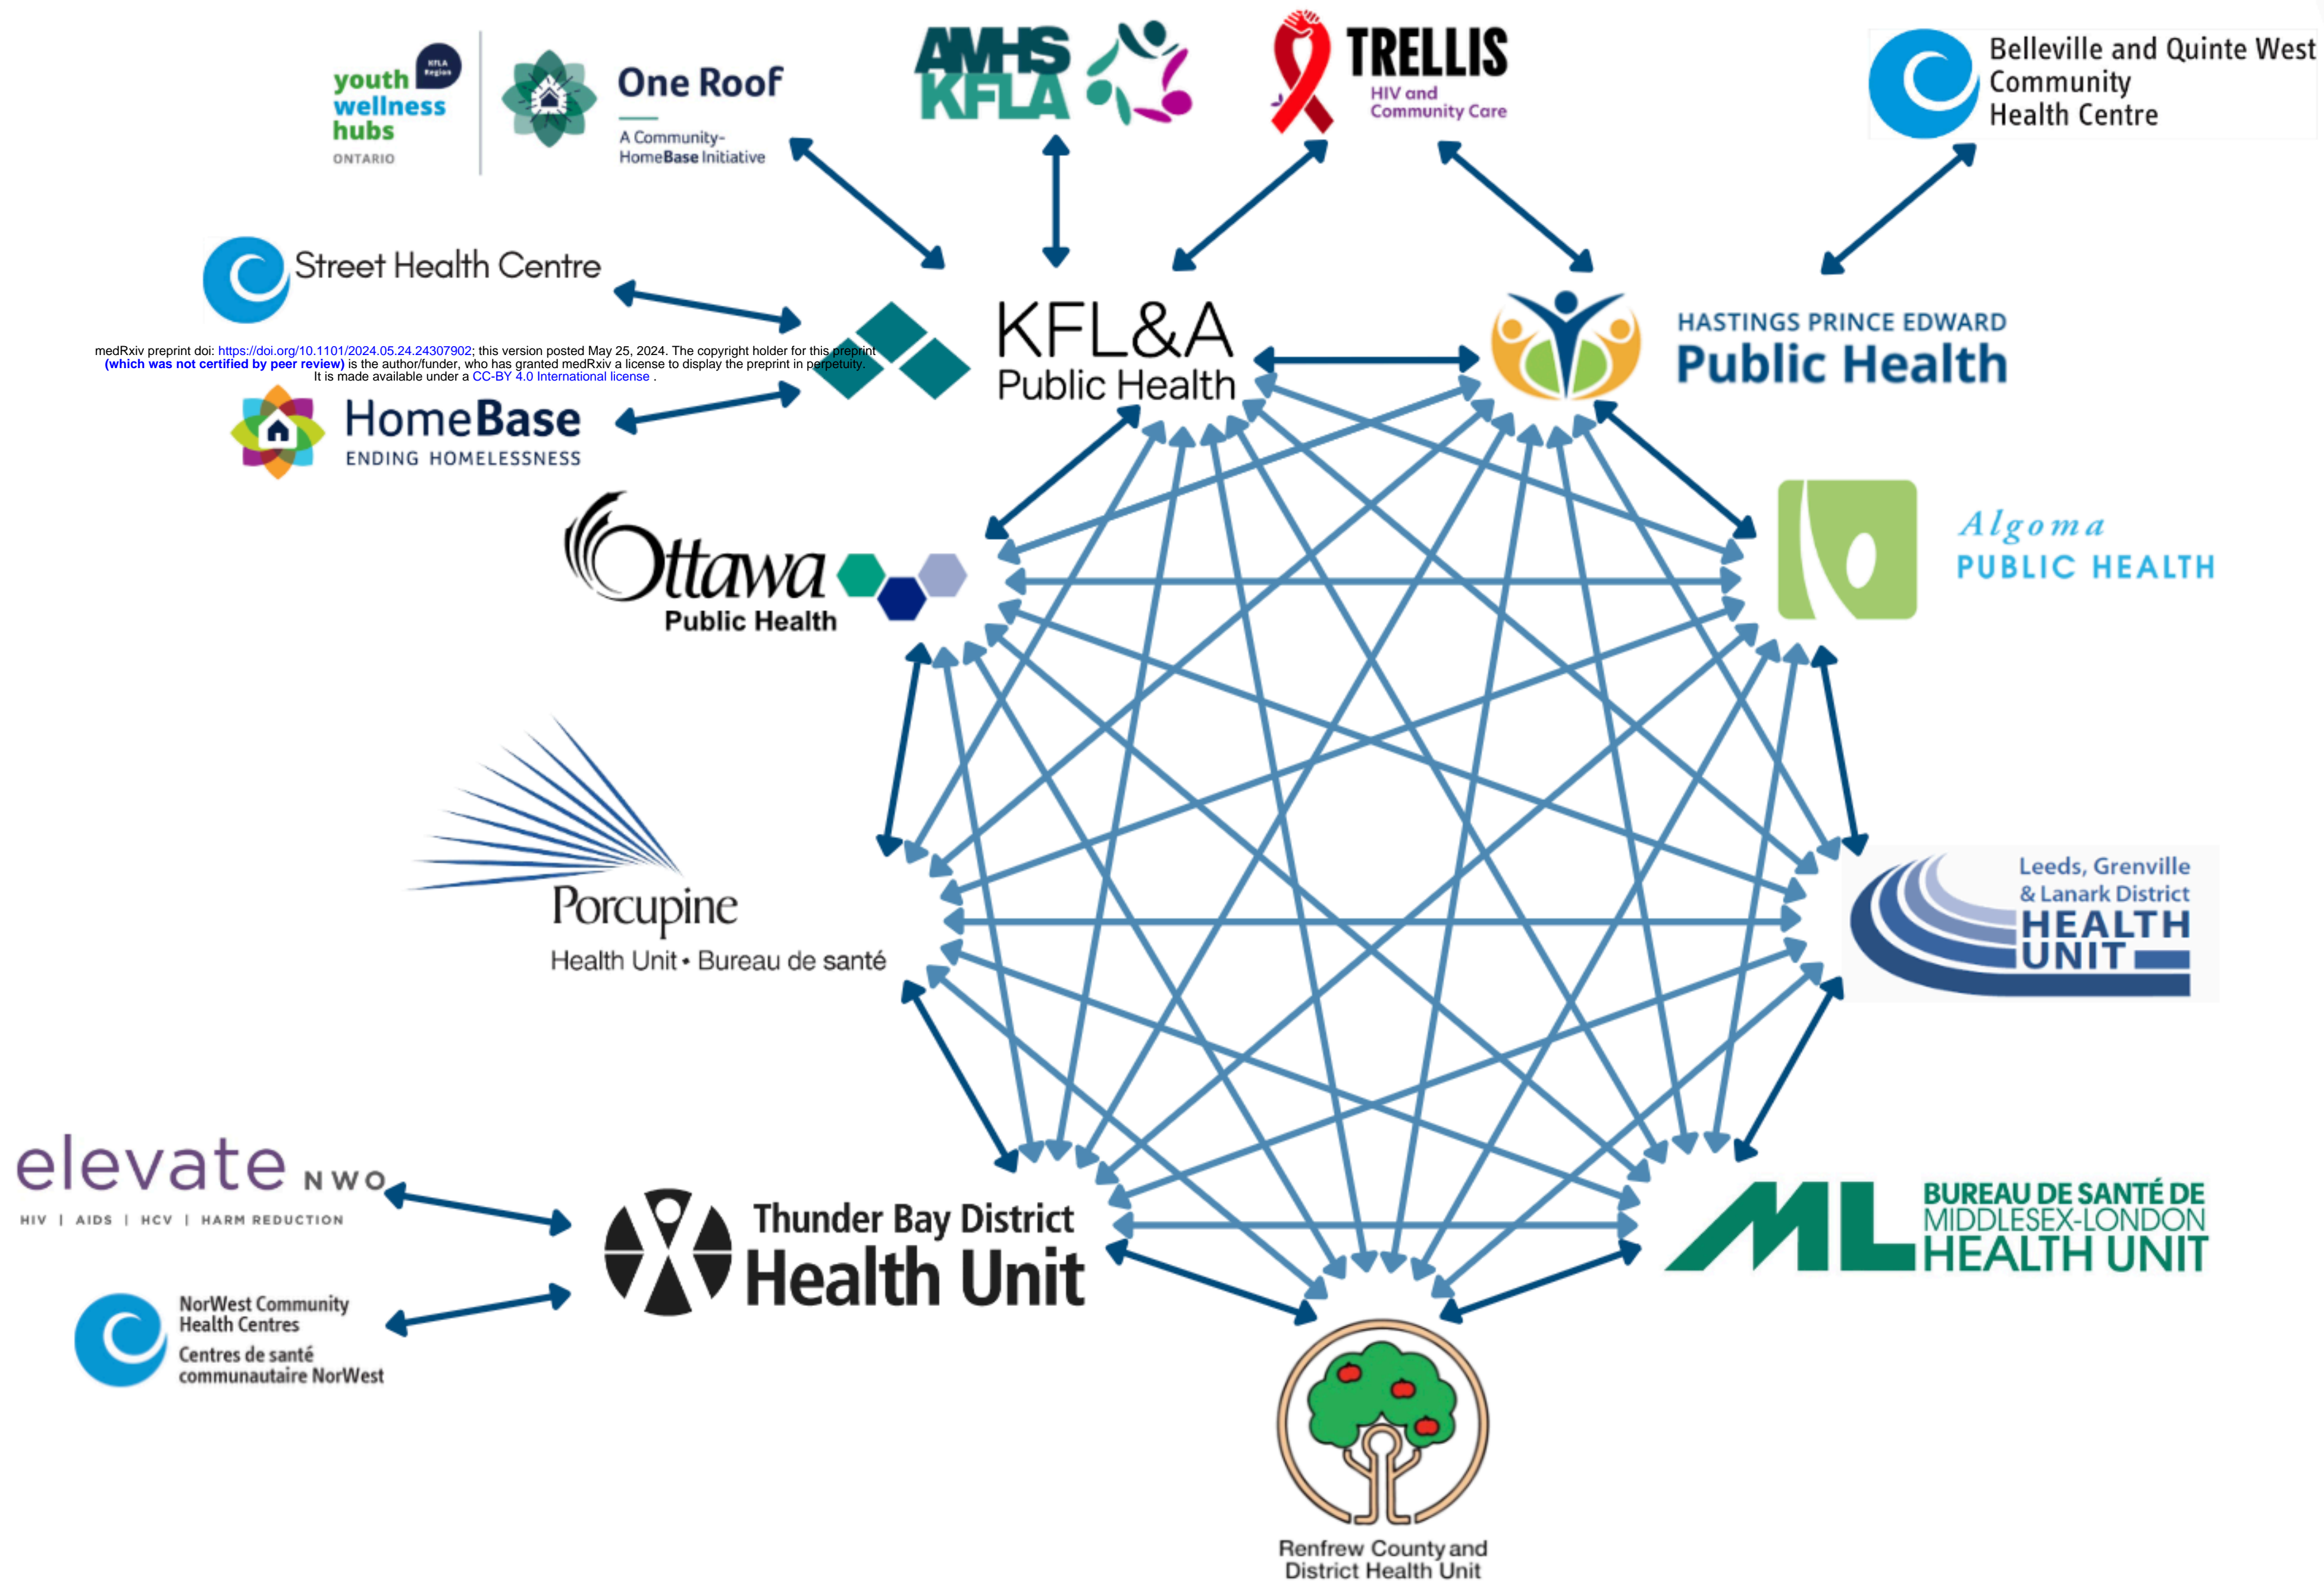 youth
wellness
hubs
ONTARIO
KFLA
Region
One Roof
A Community-
HomeBase Initiative
AMHS
KFLA
TRELLIS
HIV and
Community Care
Belleville and Quinte West
Community
Health Centre
Street Health Centre
medRxiv preprint doi: https://doi.org/10.1101/2024.05.24.24307902; this version posted May 25, 2024. The copyright holder for this preprint
(which was not certified by peer review) is the author/funder, who has granted medRxiv a license to display the preprint in perpetuity.
It is made available under a CC-BY 4.0 International license .
KFL&A
Public Health
HASTINGS PRINCE EDWARD
Public Health
HomeBase
ENDING HOMELESSNESS
Ottawa
Public Health
Algoma
PUBLIC HEALTH
Porcupine
Health Unit • Bureau de santé
Leeds, Grenville
& Lanark District
HEALTH
UNIT
elevate NWO
HIV | AIDS | HCV | HARM REDUCTION
Thunder Bay District
Health Unit
ML
BUREAU DE SANTÉ DE
MIDDLESEX-LONDON
HEALTH UNIT
NorWest Community
Health Centres
Centres de santé
communautaire NorWest
Renfrew County and
District Health Unit